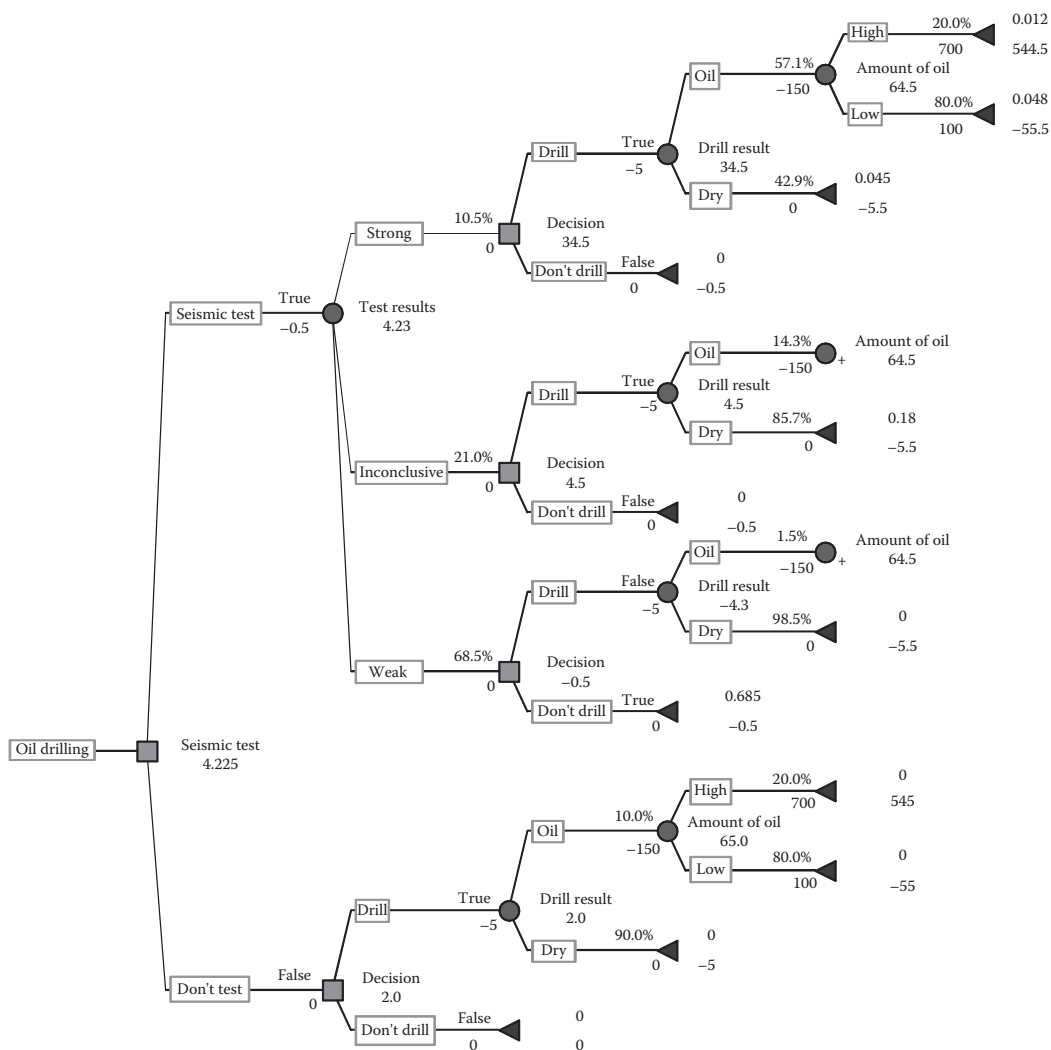 High
20.0%
700
0.012
544.5
Oil
57.1%
−150
Amount of oil
64.5
Low
80.0%
100
0.048
−55.5
Drill
True
−5
Drill result
34.5
Dry
42.9%
0
0.045
−5.5
Strong
10.5%
0
Decision
34.5
Don't drill
False
0
0
−0.5
Seismic test
True
−0.5
Test results
4.23
Oil
14.3%
−150
+
Amount of oil
64.5
Drill
True
−5
Drill result
4.5
Dry
85.7%
0
0.18
−5.5
Inconclusive
21.0%
0
Decision
4.5
Don't drill
False
0
0
−0.5
Oil
1.5%
−150
+
Amount of oil
64.5
Drill
False
−5
Drill result
−4.3
Dry
98.5%
0
0
−5.5
Weak
68.5%
0
Decision
−0.5
Don't drill
True
0
0.685
−0.5
Oil drilling
Seismic test
4.225
High
20.0%
700
0
545
Oil
10.0%
−150
Amount of oil
65.0
Low
80.0%
100
0
−55
Drill
True
−5
Drill result
2.0
Dry
90.0%
0
0
−5
Don't test
False
0
Decision
2.0
Don't drill
False
0
0
0